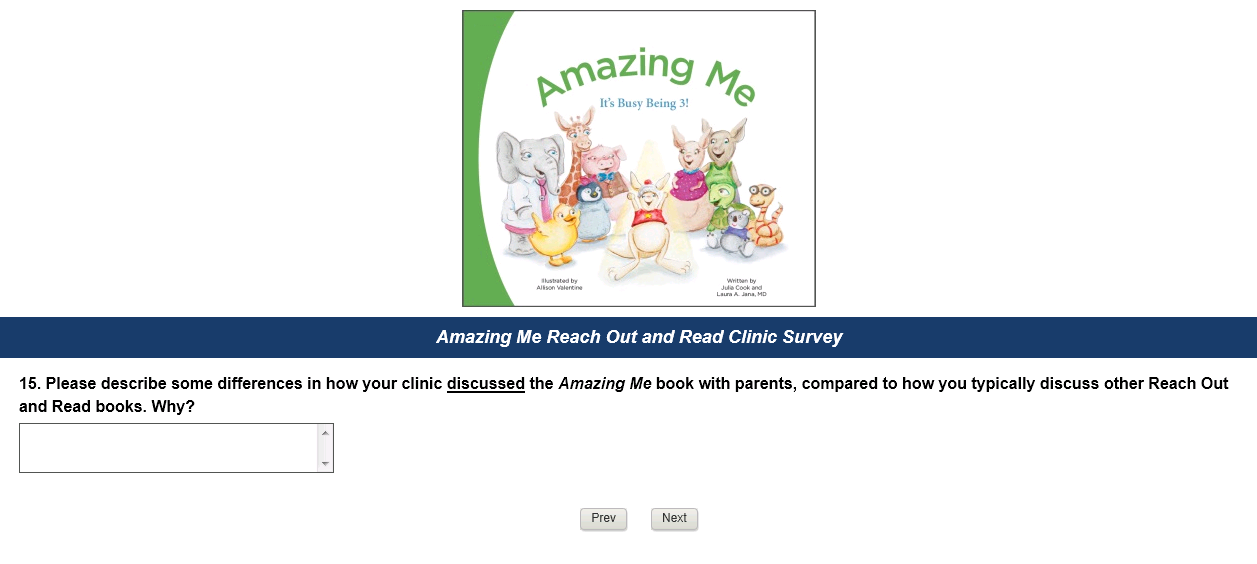 Amazing Me
It's Busy Being 3!
Illustrated by
Allison Valentine
Written by
Julia Cook and
Laura A. Jana, MD
Amazing Me Reach Out and Read Clinic Survey
15. Please describe some differences in how your clinic discussed the Amazing Me book with parents, compared to how you typically discuss other Reach Out
and Read books. Why?
Prev
Next